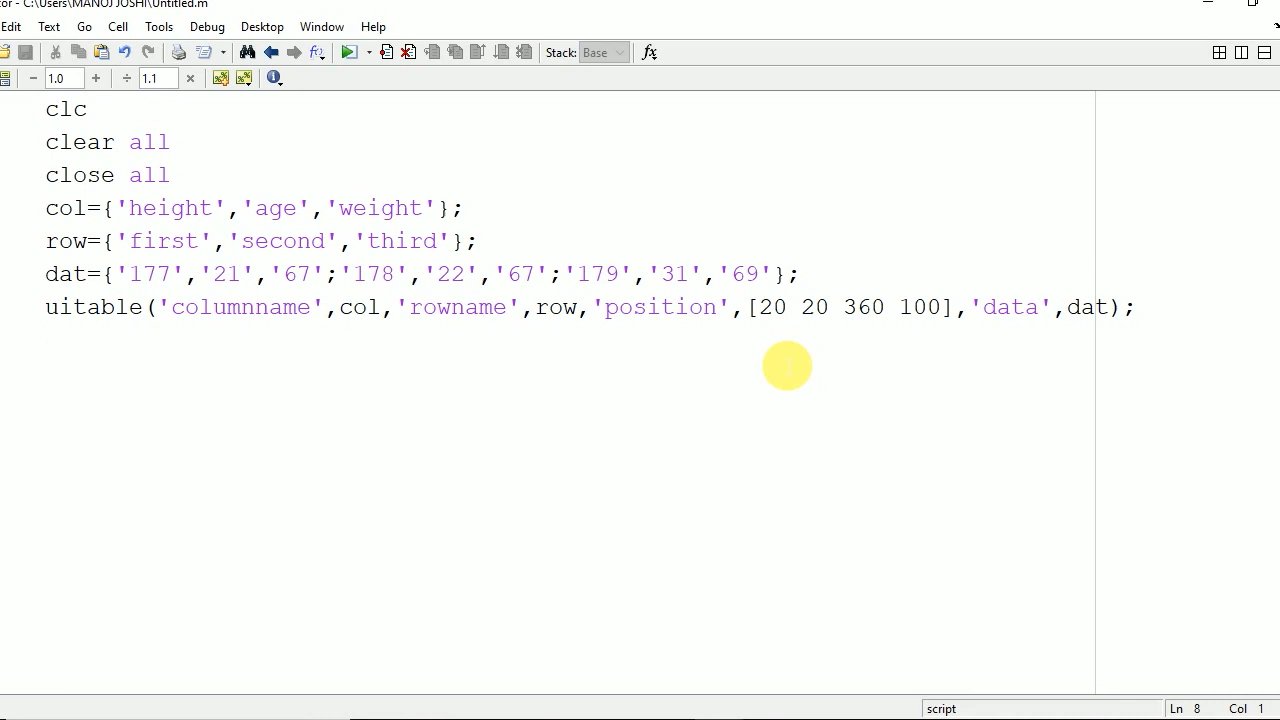 tor - C:\Users\MANOJ JOSHI\Untitled.m
Edit Text Go Cell Tools Debug Desktop Window Help
Stack: Base fx
− 1.0 + ÷ 1.1 ×
clc
clear all
close all
col={'height','age','weight'};
row={'first','second','third'};
dat={'177','21','67';'178','22','67';'179','31','69'};
uitable('columnname',col,'rowname',row,'position',[20 20 360 100],'data',dat);
script Ln 8 Col 1